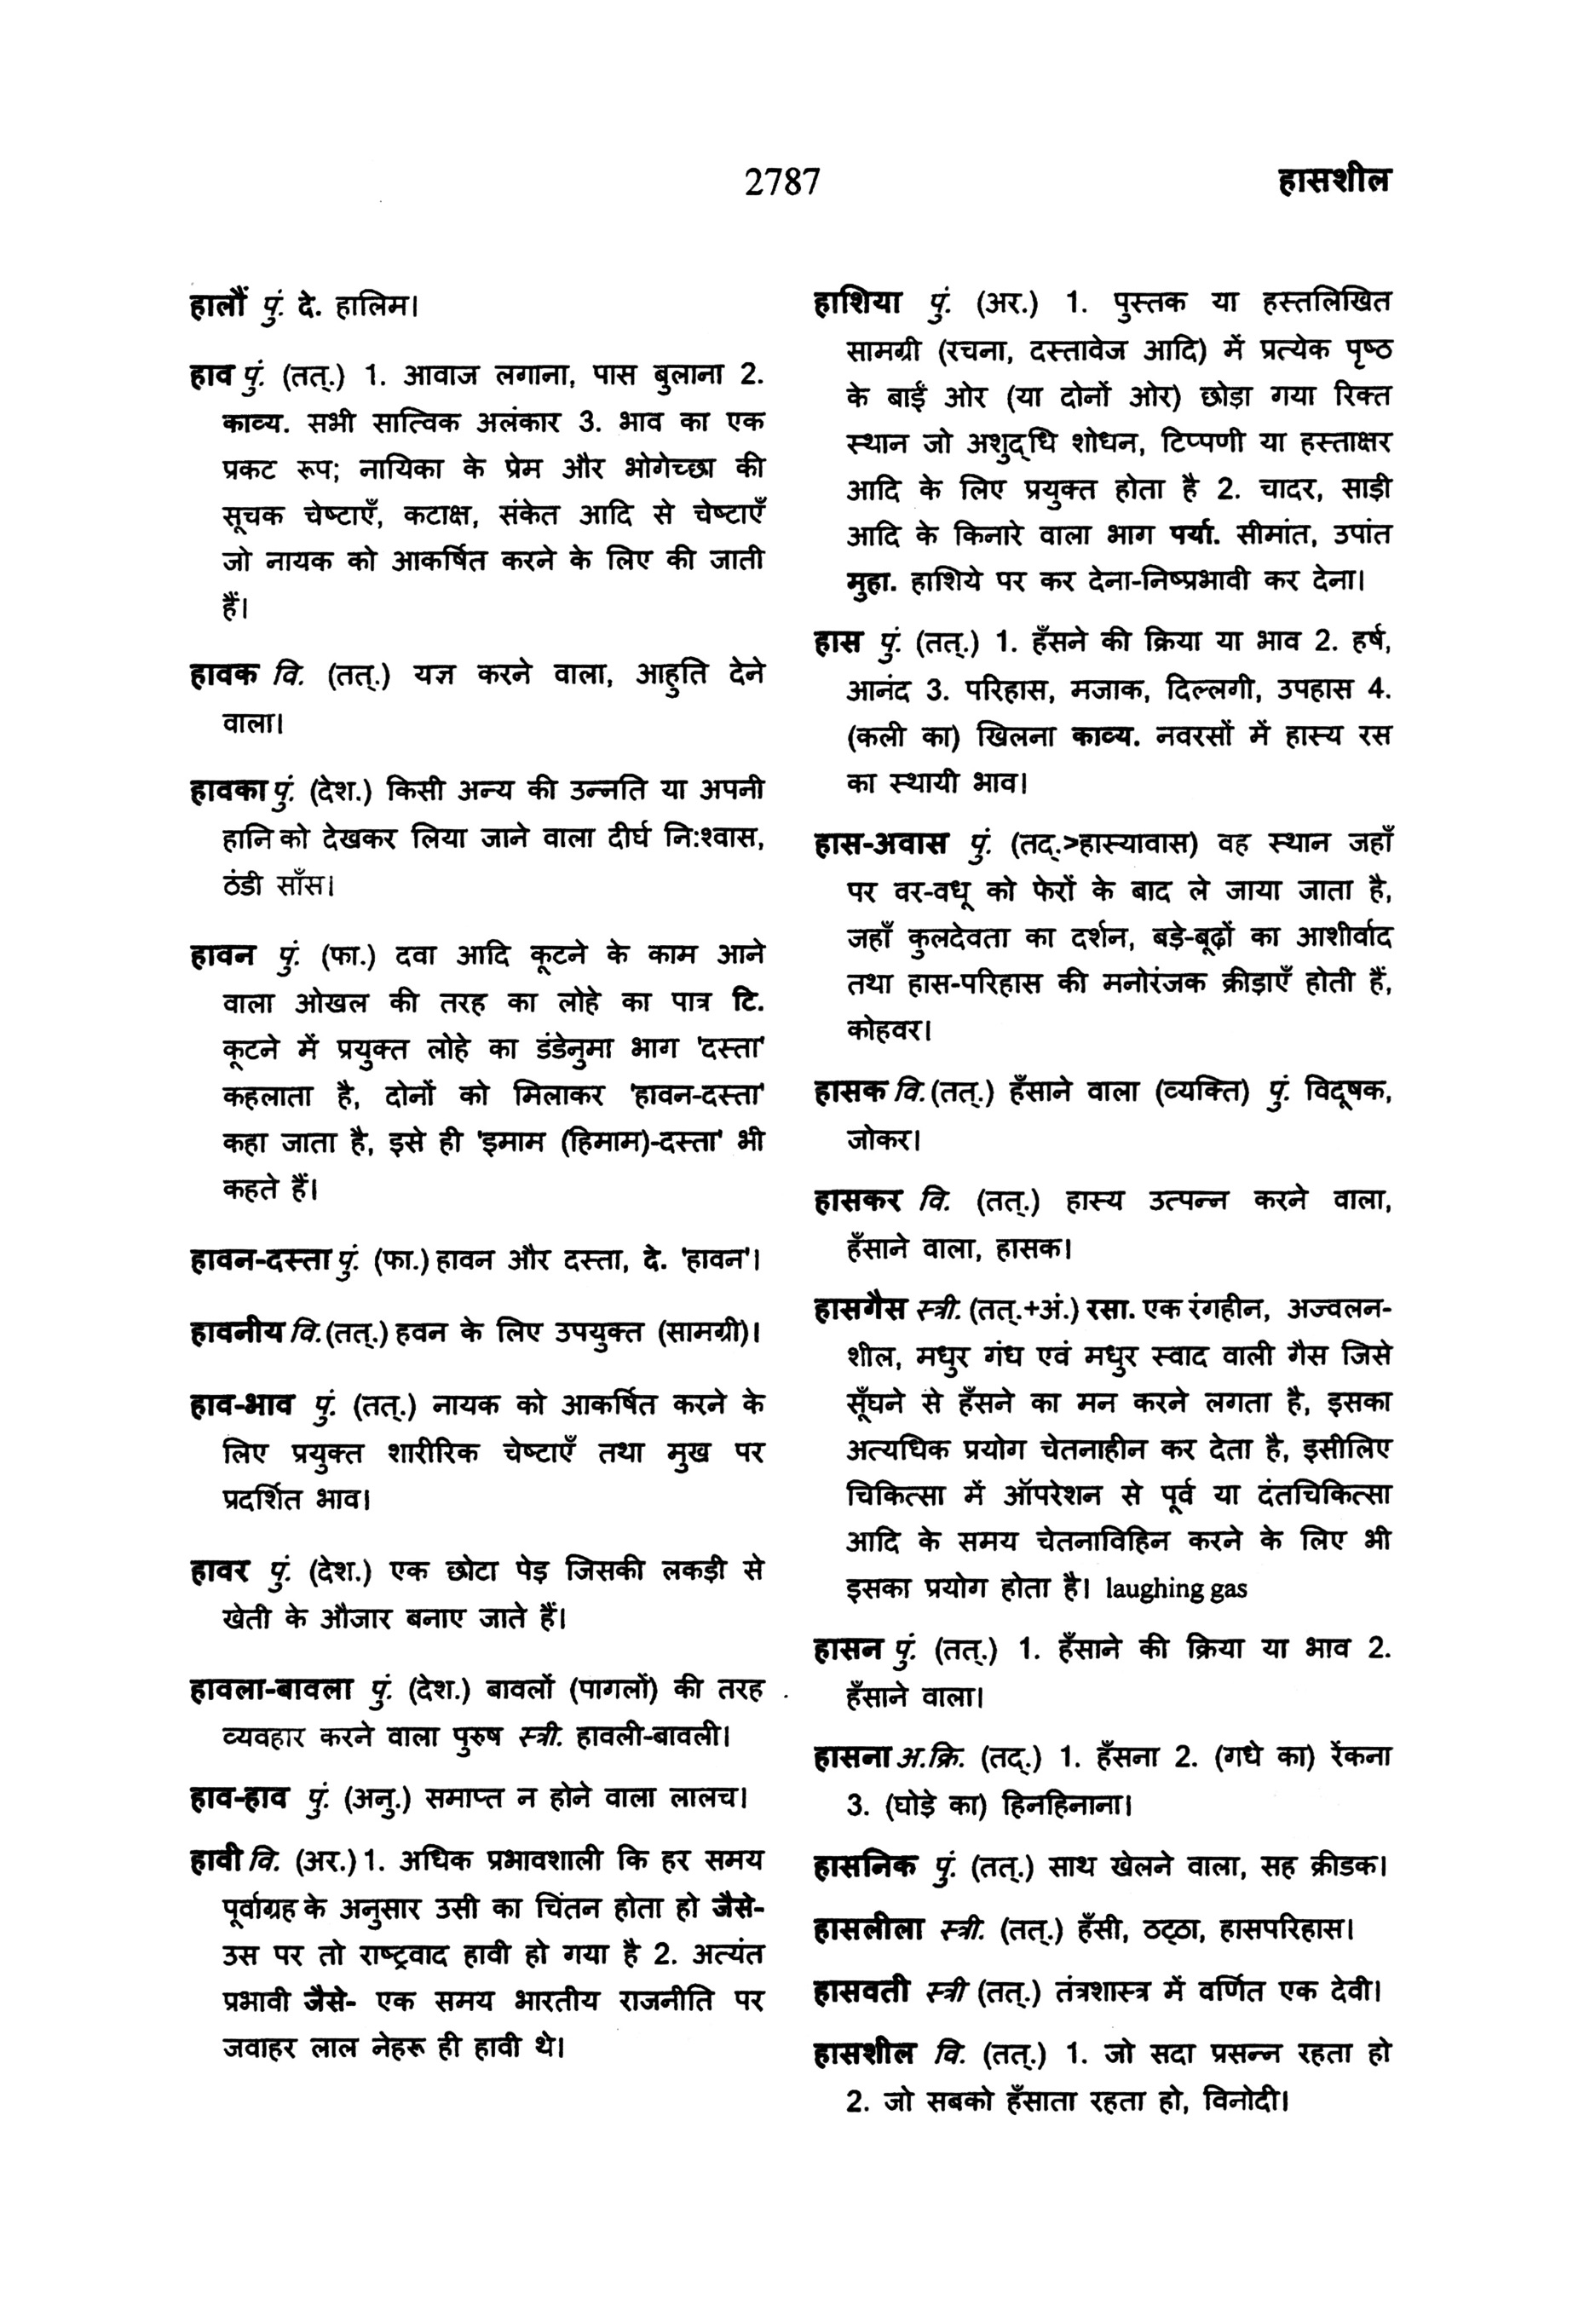 2787
हासशील
हालौं पुं. दे. हालिम।
हाव पुं. (तत्.) 1. आवाज लगाना, पास बुलाना 2.
काव्य. सभी सात्विक अलंकार 3. भाव का एक
प्रकट रूप; नायिका के प्रेम और भोगेच्छा की
सूचक चेष्टाएँ, कटाक्ष, संकेत आदि से चेष्टाएँ
जो नायक को आकर्षित करने के लिए की जाती
हैं।
हावक वि. (तत्.) यज्ञ करने वाला, आहुति देने
वाला।
हावका पुं. (देश.) किसी अन्य की उन्नति या अपनी
हानि को देखकर लिया जाने वाला दीर्घ नि:श्वास,
ठंडी साँस।
हावन पुं. (फा.) दवा आदि कूटने के काम आने
वाला ओखल की तरह का लोहे का पात्र टि.
कूटने में प्रयुक्त लोहे का डंडेनुमा भाग 'दस्ता'
कहलाता है, दोनों को मिलाकर 'हावन-दस्ता'
कहा जाता है, इसे ही 'इमाम (हिमाम)-दस्ता' भी
कहते हैं।
हावन-दस्ता पुं. (फा.) हावन और दस्ता, दे. 'हावन'।
हावनीय वि. (तत्.) हवन के लिए उपयुक्त (सामग्री)।
हाव-भाव पुं. (तत्.) नायक को आकर्षित करने के
लिए प्रयुक्त शारीरिक चेष्टाएँ तथा मुख पर
प्रदर्शित भाव।
हावर पुं. (देश.) एक छोटा पेड़ जिसकी लकड़ी से
खेती के औजार बनाए जाते हैं।
हावला-बावला पुं. (देश.) बावलों (पागलों) की तरह
व्यवहार करने वाला पुरुष स्त्री. हावली-बावली।
हाव-हाव पुं. (अनु.) समाप्त न होने वाला लालच।
हावी वि. (अर.) 1. अधिक प्रभावशाली कि हर समय
पूर्वाग्रह के अनुसार उसी का चिंतन होता हो जैसे-
उस पर तो राष्ट्रवाद हावी हो गया है 2. अत्यंत
प्रभावी जैसे- एक समय भारतीय राजनीति पर
जवाहर लाल नेहरू ही हावी थे।
हाशिया पुं. (अर.) 1. पुस्तक या हस्तलिखित
सामग्री (रचना, दस्तावेज आदि) में प्रत्येक पृष्ठ
के बाईं ओर (या दोनों ओर) छोड़ा गया रिक्त
स्थान जो अशुद्धि शोधन, टिप्पणी या हस्ताक्षर
आदि के लिए प्रयुक्त होता है 2. चादर, साड़ी
आदि के किनारे वाला भाग पर्या. सीमांत, उपांत
मुहा. हाशिये पर कर देना-निष्प्रभावी कर देना।
हास पुं. (तत्.) 1. हँसने की क्रिया या भाव 2. हर्ष,
आनंद 3. परिहास, मजाक, दिल्लगी, उपहास 4.
(कली का) खिलना काव्य. नवरसों में हास्य रस
का स्थायी भाव।
हास-अवास पुं. (तद्.>हास्यावास) वह स्थान जहाँ
पर वर-वधू को फेरों के बाद ले जाया जाता है,
जहाँ कुलदेवता का दर्शन, बड़े-बूढ़ों का आशीर्वाद
तथा हास-परिहास की मनोरंजक क्रीड़ाएँ होती हैं,
कोहवर।
हासक वि. (तत्.) हँसाने वाला (व्यक्ति) पुं. विदूषक,
जोकर।
हासकर वि. (तत्.) हास्य उत्पन्न करने वाला,
हँसाने वाला, हासक।
हासगैस स्त्री. (तत्.+अं.) रसा. एक रंगहीन, अज्वलन-
शील, मधुर गंध एवं मधुर स्वाद वाली गैस जिसे
सूँघने से हँसने का मन करने लगता है, इसका
अत्यधिक प्रयोग चेतनाहीन कर देता है, इसीलिए
चिकित्सा में ऑपरेशन से पूर्व या दंतचिकित्सा
आदि के समय चेतनाविहिन करने के लिए भी
इसका प्रयोग होता है। laughing gas
हासन पुं. (तत्.) 1. हँसाने की क्रिया या भाव 2.
हँसाने वाला।
हासना अ.क्रि. (तद्.) 1. हँसना 2. (गधे का) रेंकना
3. (घोड़े का) हिनहिनाना।
हासनिक पुं. (तत्.) साथ खेलने वाला, सह क्रीडक।
हासलीला स्त्री. (तत्.) हँसी, ठट्ठा, हासपरिहास।
हासवती स्त्री (तत्.) तंत्रशास्त्र में वर्णित एक देवी।
हासशील वि. (तत्.) 1. जो सदा प्रसन्न रहता हो
2. जो सबको हँसाता रहता हो, विनोदी।